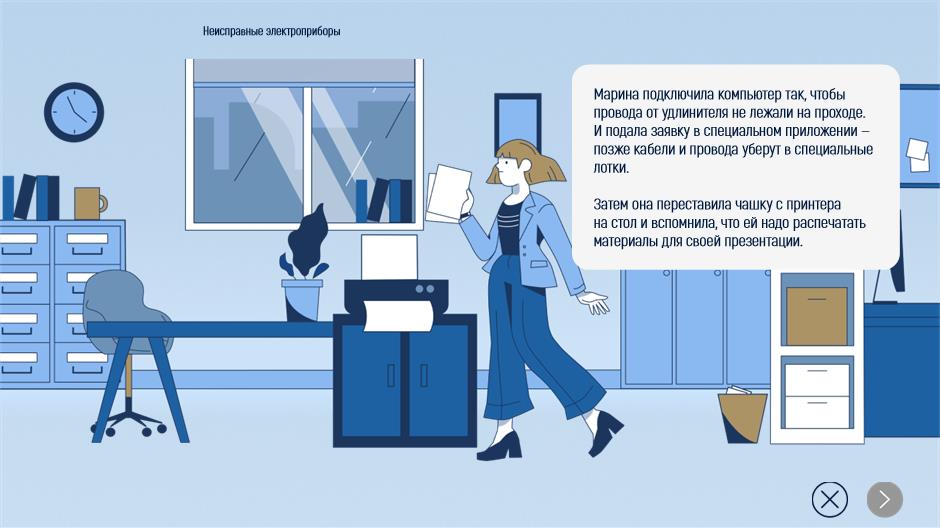 Неисправные электроприборы
Марина подключила компьютер так, чтобы
провода от удлинителя не лежали на проходе.
И подала заявку в специальном приложении –
позже кабели и провода уберут в специальные
лотки.
Затем она переставила чашку с принтера
на стол и вспомнила, что ей надо распечатать
материалы для своей презентации.